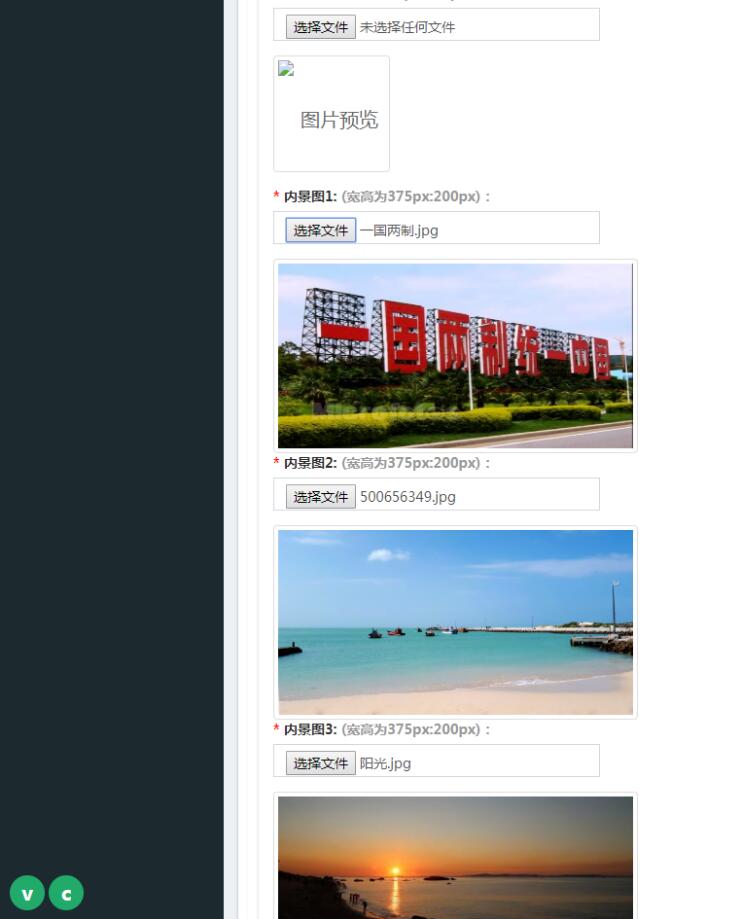 选择文件 未选择任何文件
图片预览
* 内景图1: (宽高为375px:200px)：
选择文件 一国两制.jpg
一国两制统一中国
* 内景图2: (宽高为375px:200px)：
选择文件 500656349.jpg
* 内景图3: (宽高为375px:200px)：
选择文件 阳光.jpg
v c